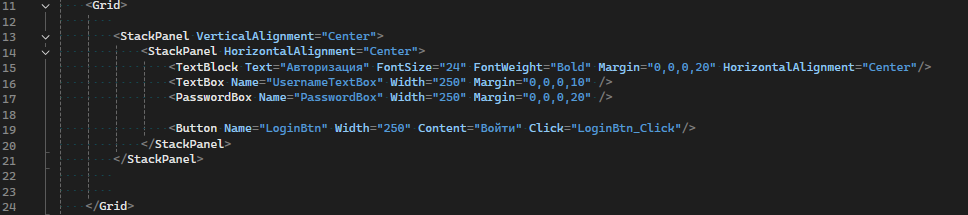 11 <Grid>
12
13 <StackPanel VerticalAlignment="Center">
14 <StackPanel HorizontalAlignment="Center">
15 <TextBlock Text="Авторизация" FontSize="24" FontWeight="Bold" Margin="0,0,0,20" HorizontalAlignment="Center"/>
16 <TextBox Name="UsernameTextBox" Width="250" Margin="0,0,0,10" />
17 <PasswordBox Name="PasswordBox" Width="250" Margin="0,0,0,20" />
18
19 <Button Name="LoginBtn" Width="250" Content="Войти" Click="LoginBtn_Click"/>
20 </StackPanel>
21 </StackPanel>
22
23
24 </Grid>